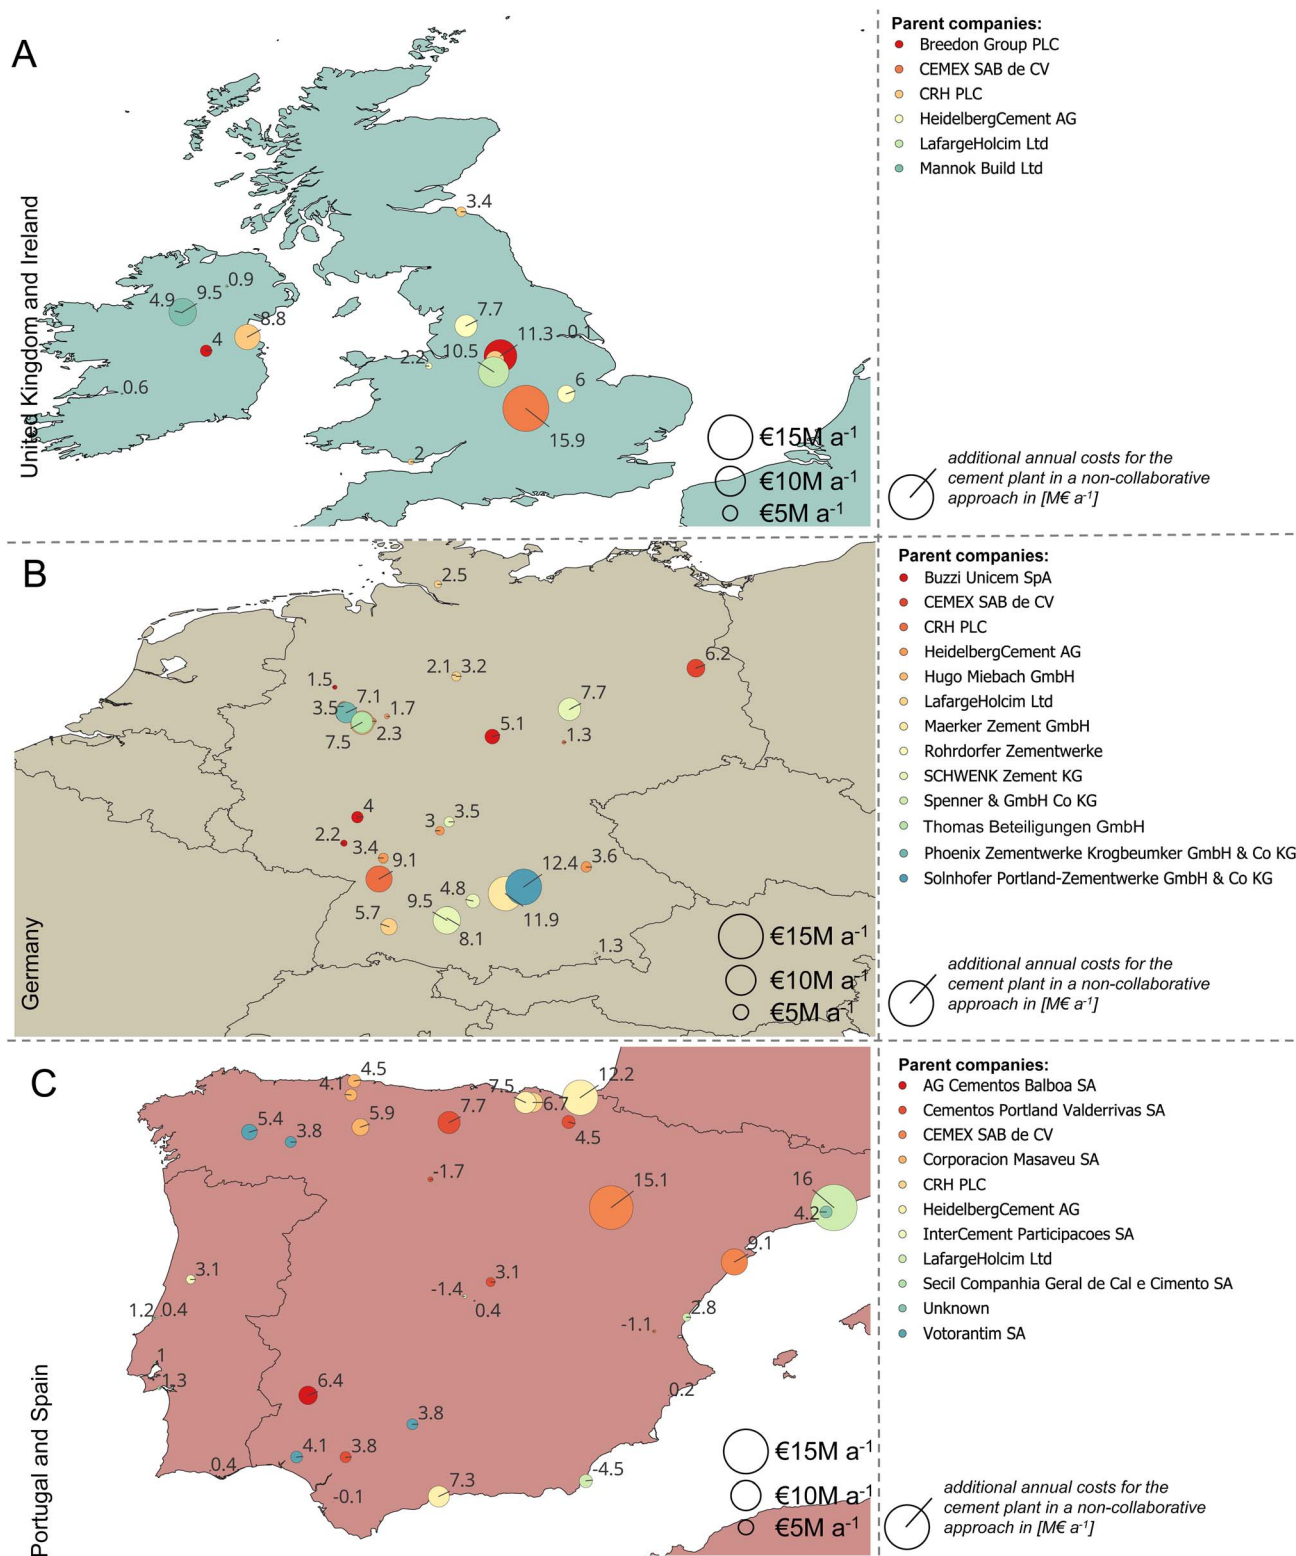 A
United Kingdom and Ireland
3.4
0.9
9.5
4.9
8.8
4
0.6
7.7
11.3
-0.1
2.2
10.5
6
15.9
2
€15M a-1
€10M a-1
€5M a-1
Parent companies:
Breedon Group PLC
CEMEX SAB de CV
CRH PLC
HeidelbergCement AG
LafargeHolcim Ltd
Mannok Build Ltd
additional annual costs for the
cement plant in a non-collaborative
approach in [M€ a-1]
B
Germany
2.5
6.2
2.1
3.2
1.5
7.1
3.5
1.7
7.7
2.3
7.5
5.1
1.3
4
3.5
3
2.2
3.4
9.1
12.4
3.6
4.8
9.5
5.7
11.9
8.1
1.3
€15M a-1
€10M a-1
€5M a-1
Parent companies:
Buzzi Unicem SpA
CEMEX SAB de CV
CRH PLC
HeidelbergCement AG
Hugo Miebach GmbH
LafargeHolcim Ltd
Maerker Zement GmbH
Rohrdorfer Zementwerke
SCHWENK Zement KG
Spenner & GmbH Co KG
Thomas Beteiligungen GmbH
Phoenix Zementwerke Krogbeumker GmbH & Co KG
Solnhofer Portland-Zementwerke GmbH & Co KG
additional annual costs for the
cement plant in a non-collaborative
approach in [M€ a-1]
C
Portugal and Spain
4.5
4.1
7.5
12.2
6.7
5.9
7.7
5.4
3.8
4.5
-1.7
15.1
16
4.2
9.1
3.1
3.1
-1.4
0.4
1.2
0.4
2.8
-1.1
1
1.3
6.4
0.2
3.8
4.1
3.8
0.4
-4.5
7.3
-0.1
€15M a-1
€10M a-1
€5M a-1
Parent companies:
AG Cementos Balboa SA
Cementos Portland Valderrivas SA
CEMEX SAB de CV
Corporacion Masaveu SA
CRH PLC
HeidelbergCement AG
InterCement Participacoes SA
LafargeHolcim Ltd
Secil Companhia Geral de Cal e Cimento SA
Unknown
Votorantim SA
additional annual costs for the
cement plant in a non-collaborative
approach in [M€ a-1]